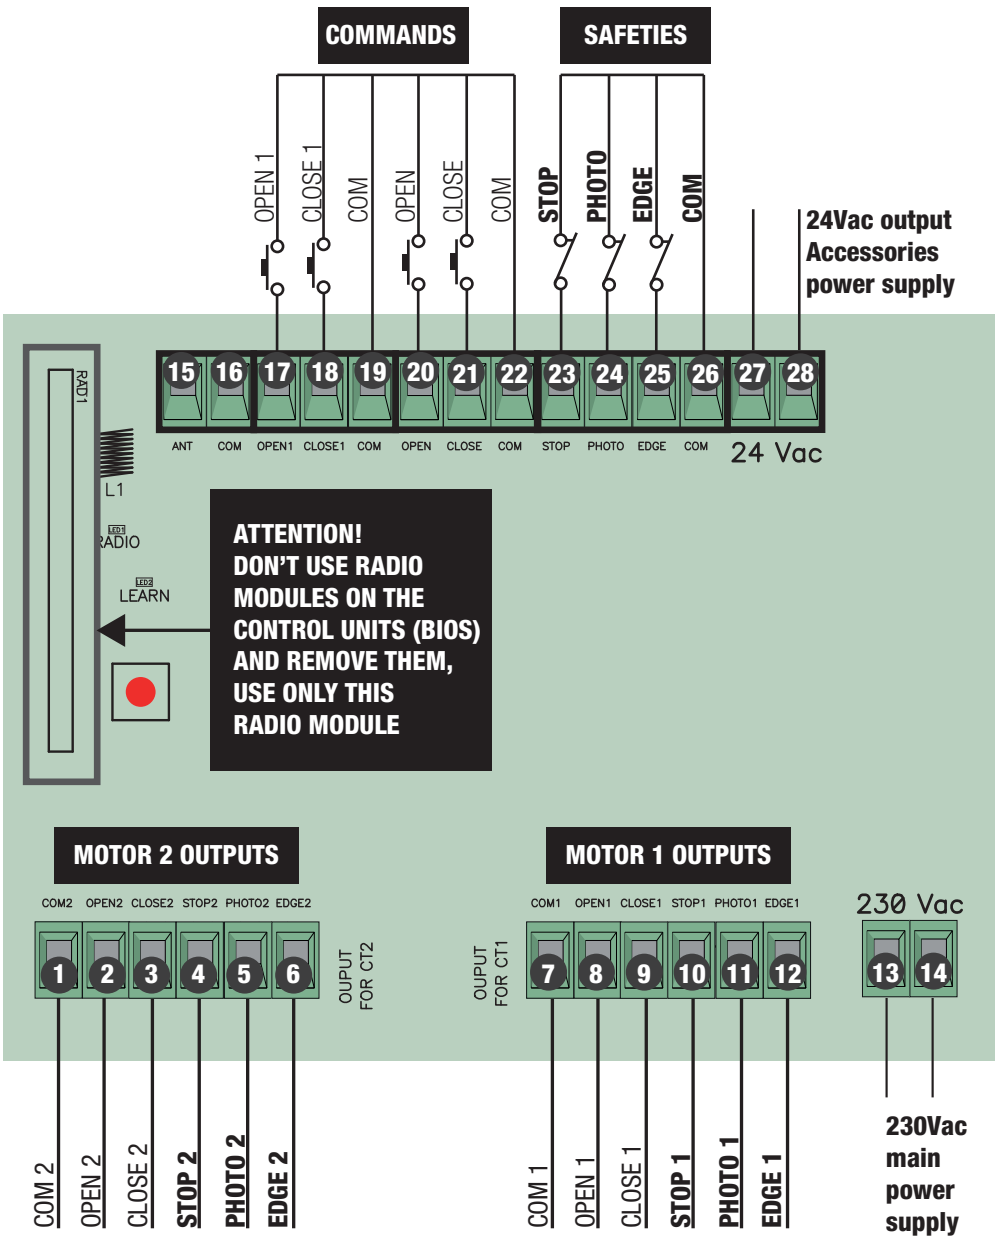 COMMANDS
SAFETIES
OPEN 1
CLOSE 1
COM
OPEN
CLOSE
COM
STOP
PHOTO
EDGE
COM
24Vac output
Accessories
power supply
15 16 17 18 19 20 21 22 23 24 25 26 27 28
ANT COM OPEN1 CLOSE1 COM OPEN CLOSE COM STOP PHOTO EDGE COM 24 Vac
RAD1
L1
LED1
RADIO
LED2
LEARN
ATTENTION!
DON'T USE RADIO
MODULES ON THE
CONTROL UNITS (BIOS)
AND REMOVE THEM,
USE ONLY THIS
RADIO MODULE
MOTOR 2 OUTPUTS
COM2 OPEN2 CLOSE2 STOP2 PHOTO2 EDGE2
1 2 3 4 5 6
OUPUT
FOR CT2
COM 2
OPEN 2
CLOSE 2
STOP 2
PHOTO 2
EDGE 2
MOTOR 1 OUTPUTS
COM1 OPEN1 CLOSE1 STOP1 PHOTO1 EDGE1
OUPUT
FOR CT1
7 8 9 10 11 12
COM 1
OPEN 1
CLOSE 1
STOP 1
PHOTO 1
EDGE 1
230 Vac
13 14
230Vac
main
power
supply